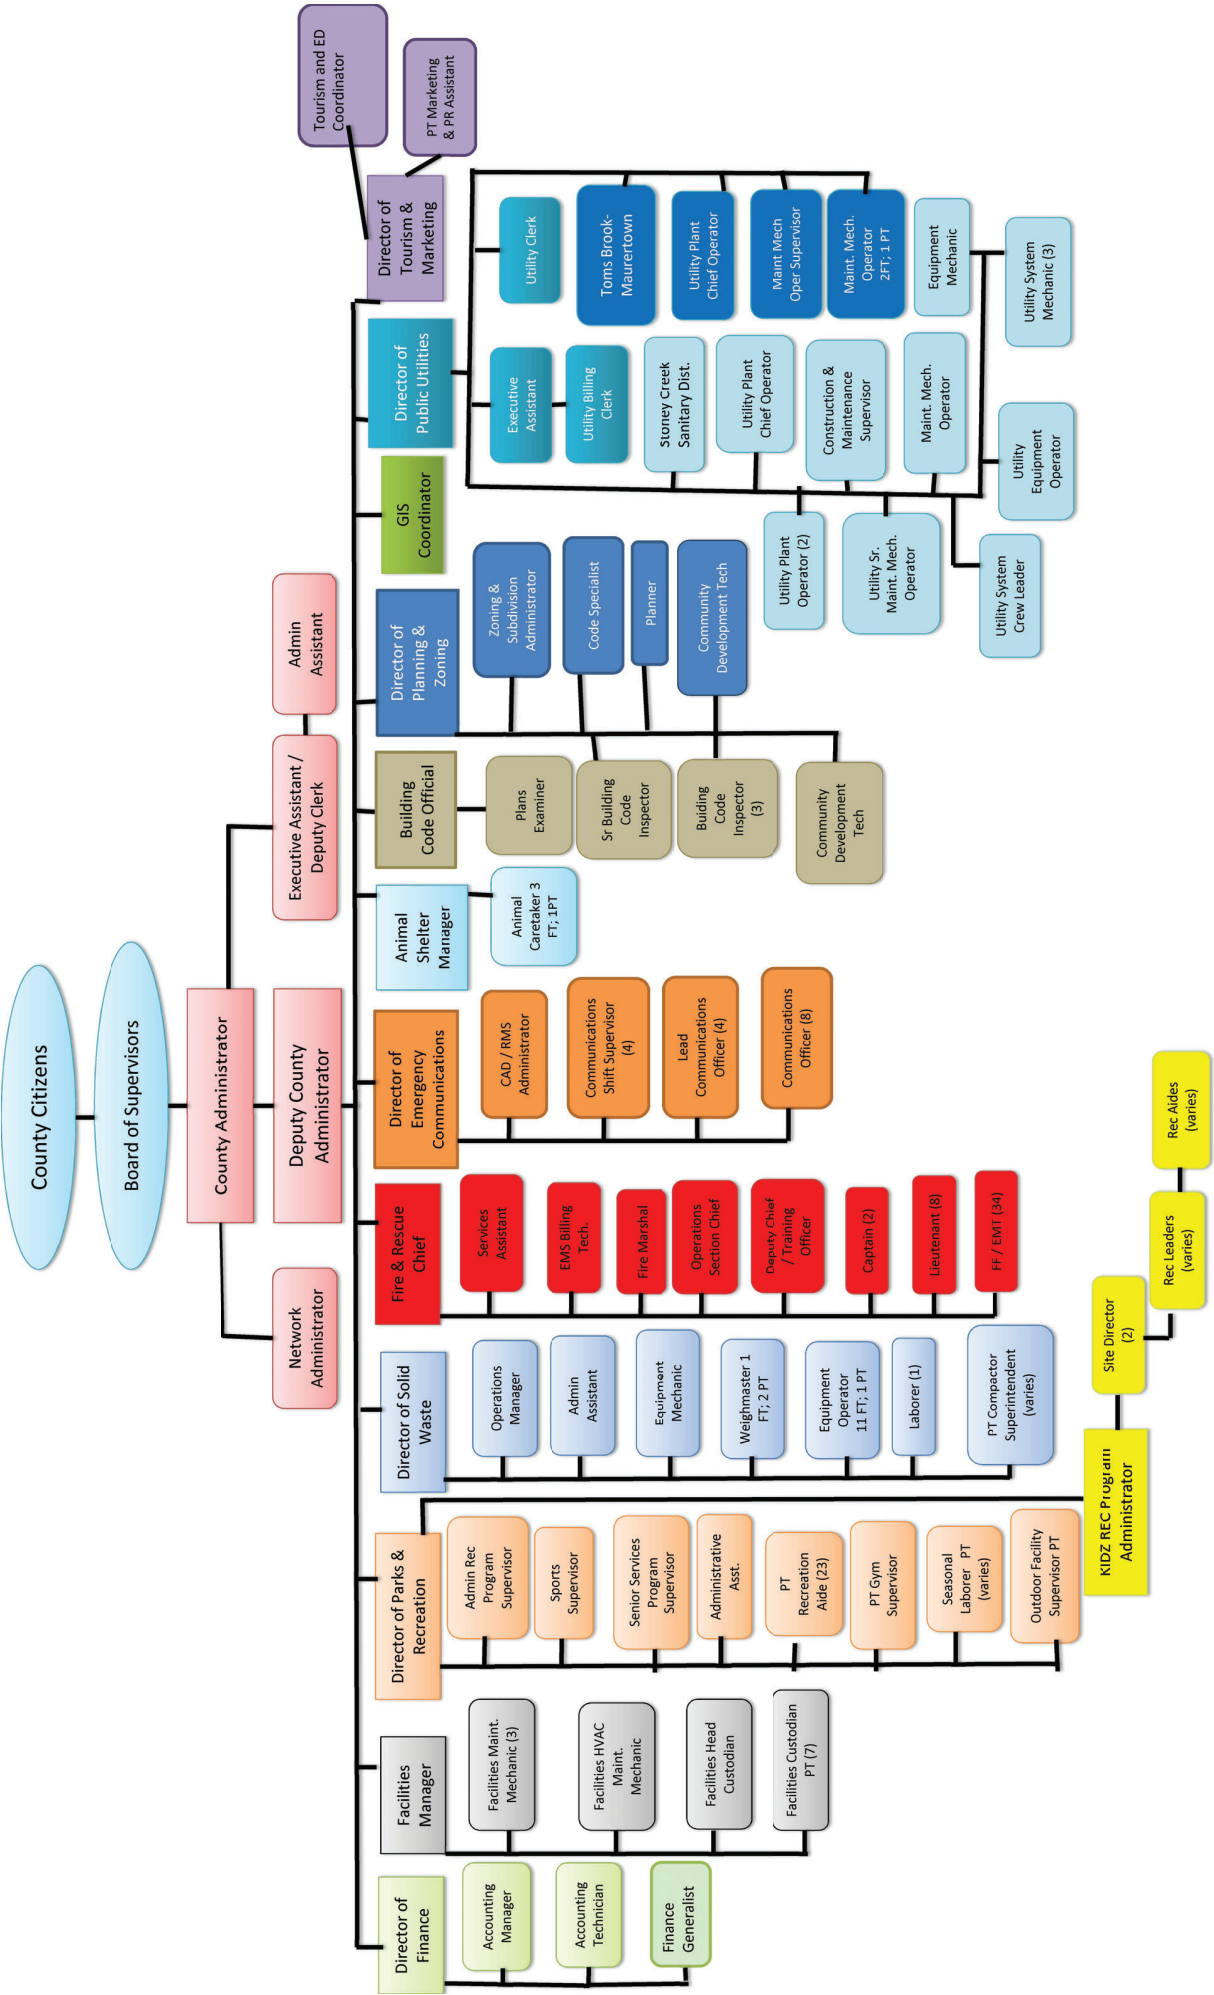 County Citizens
Board of Supervisors
County Administrator
Network
Administrator
Deputy County
Administrator
Executive Assistant /
Deputy Clerk
Admin
Assistant
Director of
Finance
Accounting
Manager
Accounting
Technician
Finance
Generalist
Facilities
Manager
Facilities Maint.
Mechanic (3)
Facilities HVAC
Maint.
Mechanic
Facilities Head
Custodian
Facilities Custodian
PT (7)
Director of Parks &
Recreation
Admin Rec
Program
Supervisor
Sports
Supervisor
Senior Services
Program
Supervisor
Administrative
Asst.
PT
Recreation
Aide (23)
PT Gym
Supervisor
Seasonal
Laborer PT
(varies)
Outdoor Facility
Supervisor PT
KIDZ REC Program
Administrator
Site Director
(2)
Rec Leaders
(varies)
Rec Aides
(varies)
Director of Solid
Waste
Operations
Manager
Admin
Assistant
Equipment
Mechanic
Weighmaster 1
FT; 2 PT
Equipment
Operator
11 FT; 1 PT
Laborer (1)
PT Compactor
Superintendent
(varies)
Fire & Rescue
Chief
Services
Assistant
EMS Billing
Tech.
Fire Marshal
Operations
Section Chief
Deputy Chief
/ Training
Officer
Captain (2)
Lieutenant (8)
FF / EMT (34)
Director of
Emergency
Communications
CAD / RMS
Administrator
Communications
Shift Supervisor
(4)
Lead
Communications
Officer (4)
Communications
Officer (8)
Animal
Shelter
Manager
Animal
Caretaker 3
FT; 1PT
Building
Code Official
Plans
Examiner
Sr Building
Code
Inspector
Buiding
Code
Inspector
(3)
Community
Development
Tech
Director of
Planning &
Zoning
Zoning &
Subdivision
Administrator
Code Specialist
Planner
Community
Development Tech
GIS
Coordinator
Director of
Public Utilities
Executive
Assistant
Utility Billing
Clerk
Utility Clerk
Stoney Creek
Sanitary Dist.
Utility Plant
Chief Operator
Construction &
Maintenance
Supervisor
Maint. Mech.
Operator
Utility Plant
Operator (2)
Utility Sr.
Maint. Mech.
Operator
Utility System
Crew Leader
Utility
Equipment
Operator
Toms Brook-
Maurertown
Utility Plant
Chief Operator
Maint Mech
Oper Supervisor
Maint. Mech.
Operator
2FT; 1 PT
Equipment
Mechanic
Utility System
Mechanic (3)
Director of
Tourism &
Marketing
Tourism and ED
Coordinator
PT Marketing
& PR Assistant